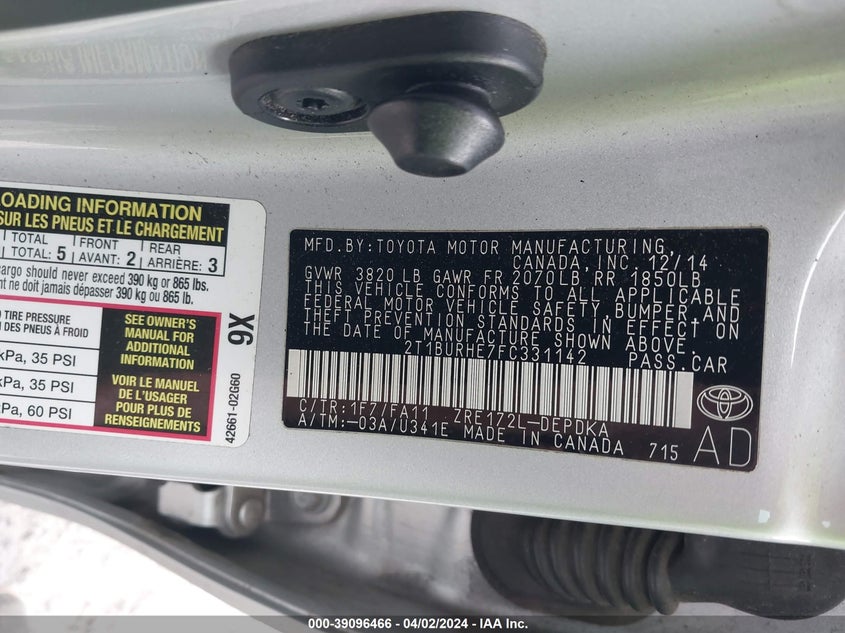 LOADING INFORMATION
SUR LES PNEUS ET LE CHARGEMENT
TOTAL FRONT REAR
TOTAL: 5 AVANT: 2 ARRIÈRE: 3
cargo should never exceed 390 kg or 865 lbs.
ne doit jamais dépasser 390 kg ou 865 lb.
TIRE PRESSURE
DES PNEUS À FROID
kPa, 35 PSI
kPa, 35 PSI
kPa, 60 PSI
SEE OWNER'S
MANUAL FOR
ADDITIONAL
INFORMATION
VOIR LE MANUEL
DE L'USAGER
POUR PLUS DE
RENSEIGNEMENTS
9X
42661-02G60
MFD.BY:TOYOTA MOTOR MANUFACTURING
CANADA,INC. 12/14
GVWR 3820 LB GAWR FR 2070LB RR 1850LB
THIS VEHICLE CONFORMS TO ALL APPLICABLE
FEDERAL MOTOR VEHICLE SAFETY, BUMPER, AND
THEFT PREVENTION STANDARDS IN EFFECT ON
THE DATE OF MANUFACTURE SHOWN ABOVE.
2T1BURHE7FC331142 PASS.CAR
C/TR:1F7/FA11 ZRE172L-DEPDKA
A/TM:-03A/U341E MADE IN CANADA 715
TOYOTA
AD
000-39096466 - 04/02/2024 - IAA Inc.